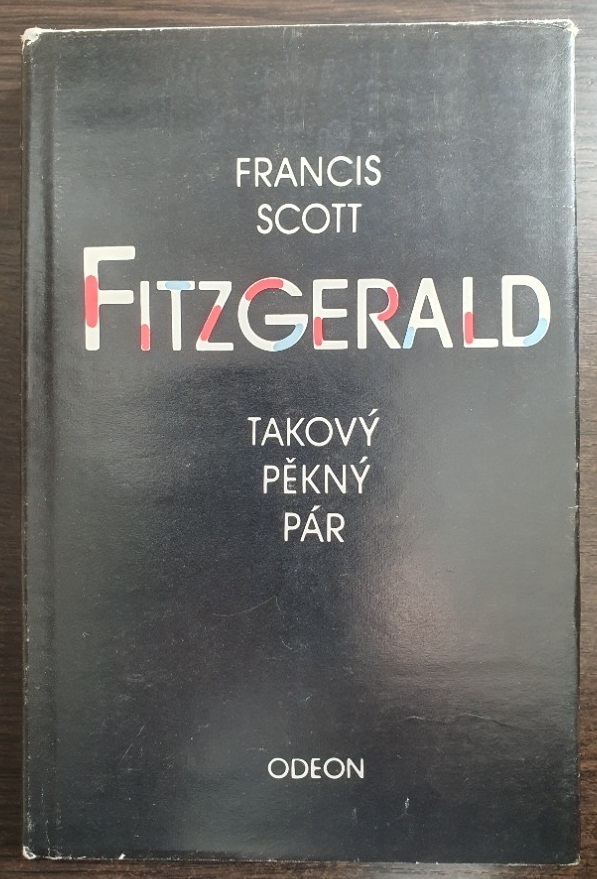 FRANCIS
SCOTT
FITZGERALD
TAKOVÝ
PĚKNÝ
PÁR
ODEON